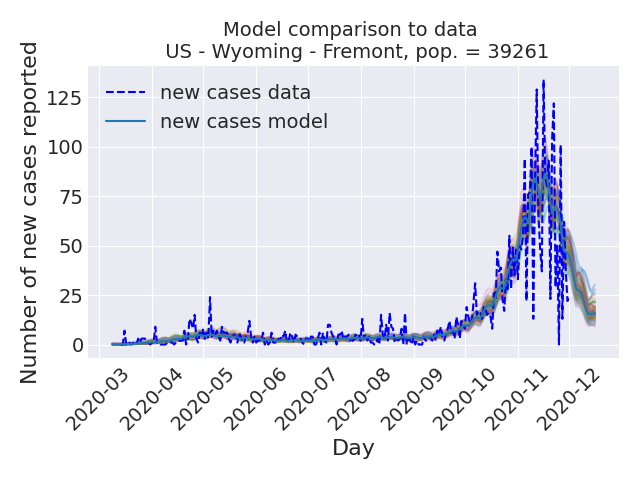 Model comparison to data
US - Wyoming - Fremont, pop. = 39261
Number of new cases reported
125
100
75
50
25
0
new cases data
new cases model
2020-03
2020-04
2020-05
2020-06
2020-07
2020-08
2020-09
2020-10
2020-11
2020-12
Day